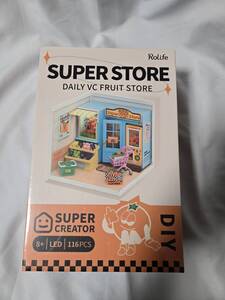 Rolife
SUPER STORE
DAILY VC FRUIT STORE
SUPER
CREATOR
8+ LED 116PCS
DIY